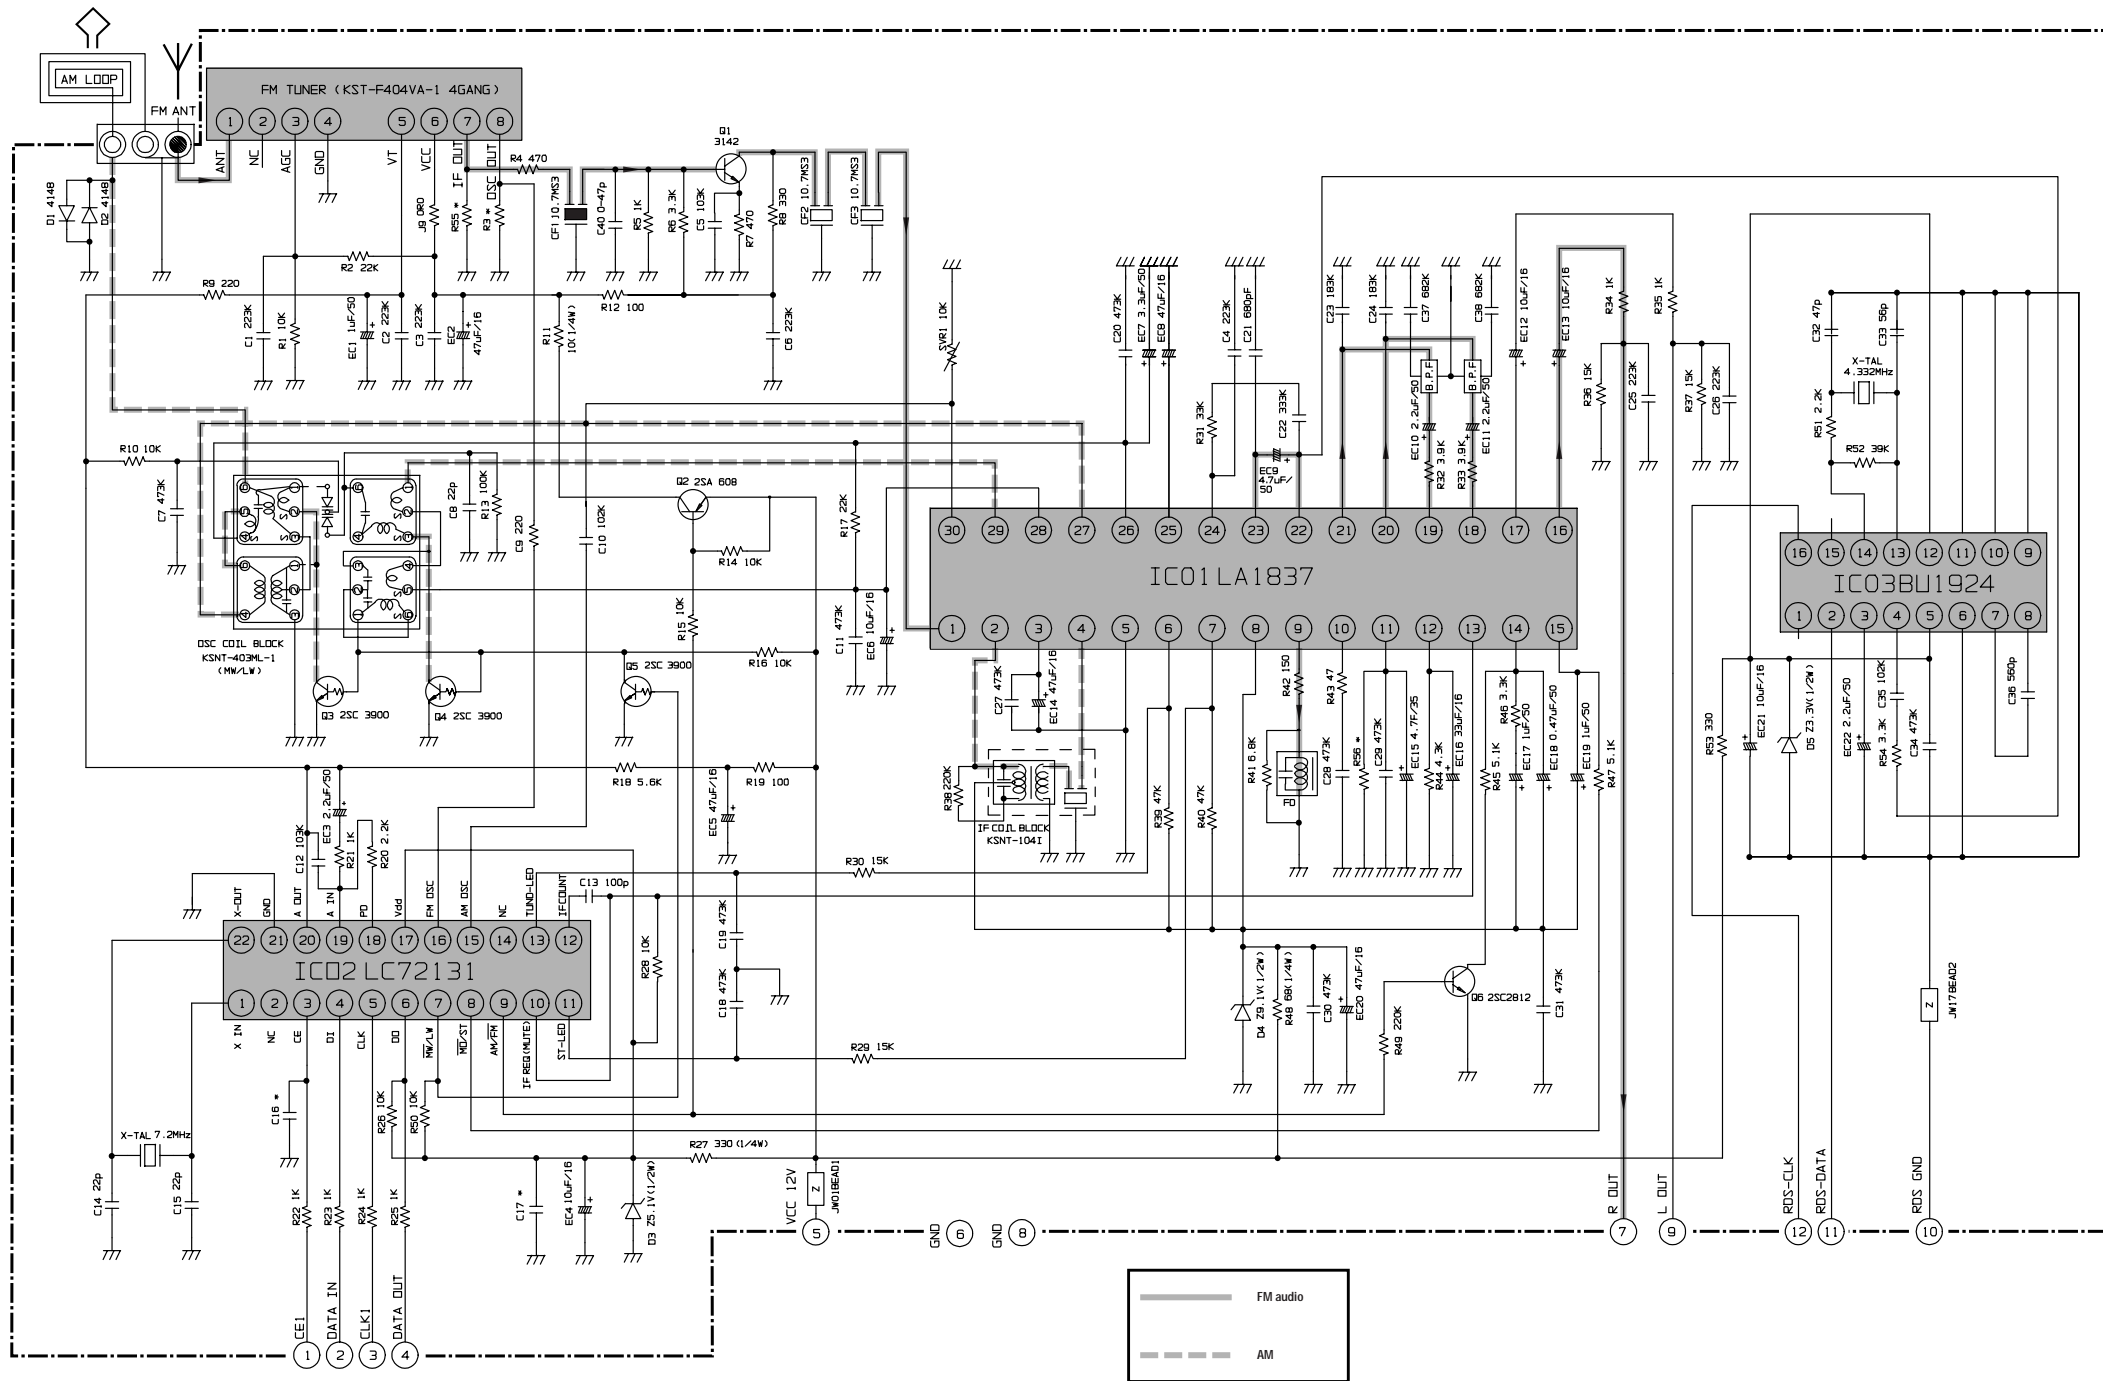 AM LOOP
FM ANT
FM TUNER (KST-F404VA-1 4GANG)
1
2
3
4
5
6
7
8
ANT
NC
AGC
GND
VT
VCC
IF OUT
OSC OUT
D1 4148
D2 4148
J9 0R0
R55 *
R3 *
R4 470
CF1 10.7MS3
C40 0-47p
R5 1K
R6 3.3K
C5 103K
R7 470
R8 330
Q1
3142
CF2 10.7MS3
CF3 10.7MS3
R9 220
R2 22K
C1 223K
R1 10K
EC1 1uF/50
C2 223K
C3 223K
EC2
47uF/16
R11
10(1/4W)
R12 100
C6 223K
SVR1 10K
C20 473K
EC7 3.3uF/50
EC8 47uF/16
C4 223K
C21 680pF
R31 33K
C22 333K
EC9
4.7uF/
50
C23 183K
C24 183K
C37 682K
C38 682K
B.P.F
B.P.F
EC10 2.2uF/50
R32 3.9K
EC11 2.2uF/50
R33 3.9K
EC12 10uF/16
EC13 10uF/16
R34 1K
R35 1K
R36 15K
C25 223K
R37 15K
C26 223K
C32 47p
C33 56p
X-TAL
4.332MHz
R51 2.2K
R52 39K
R10 10K
C7 473K
C8 22p
R13 100K
C9 220
C10 102K
Q2 2SA 608
R14 10K
R15 10K
R17 22K
C11 473K
EC6 10uF/16
R16 10K
OSC COIL BLOCK
KSNT-403ML-1
(MW/LW)
Q3 2SC 3900
Q4 2SC 3900
Q5 2SC 3900
30
29
28
27
26
25
24
23
22
21
20
19
18
17
16
IC01 LA1837
1
2
3
4
5
6
7
8
9
10
11
12
13
14
15
16
15
14
13
12
11
10
9
IC03BU1924
1
2
3
4
5
6
7
8
C27 473K
EC14 47uF/16
R38 220K
IF COIL BLOCK
KSNT-104I
R39 47K
R40 47K
R42 150
R41 6.8K
FD
R43 47
C28 473K
R56 *
C29 473K
EC15 4.7F/35
R44 4.3K
EC16 33uF/16
R45 5.1K
R46 3.3K
EC17 1uF/50
EC18 0.47uF/50
EC19 1uF/50
R47 5.1K
R53 330
EC21 10uF/16
D5 Z3.3V(1/2W)
EC22 2.2uF/50
C35 102K
R54 3.3K
C34 473K
C36 560p
R18 5.6K
EC5 47uF/16
R19 100
C12 103K
EC3 2.2uF/50
R21 1K
R20 2.2K
C13 100p
R30 15K
R28 10K
C19 473K
C18 473K
R29 15K
X-OUT
GND
A OUT
A IN
PD
Vdd
FM OSC
AM OSC
NC
TUND-LED
IFCOUNT
22
21
20
19
18
17
16
15
14
13
12
IC02 LC72131
1
2
3
4
5
6
7
8
9
10
11
X IN
NC
CE
DI
CLK
DO
MW/LW
MO/ST
AM/FM
IF REQ(MUTE)
ST-LED
D4 Z9.1V(1/2W)
R48 68(1/4W)
C30 473K
EC20 47uF/16
R49 220K
Q6 2SC2812
C31 473K
JW17BEAD2
Z
X-TAL 7.2MHz
C14 22p
C15 22p
C16 *
R26 10K
R50 10K
R22 1K
R23 1K
R24 1K
R25 1K
C17 *
EC4 10uF/16
D3 Z5.1V(1/2W)
R27 330 (1/4W)
VCC 12V
Z
JW01BEAD1
5
GND
6
GND
8
R OUT
7
L OUT
9
RDS-CLK
12
RDS-DATA
11
RDS GND
10
CE1
1
DATA IN
2
CLK1
3
DATA OUT
4
FM audio
AM